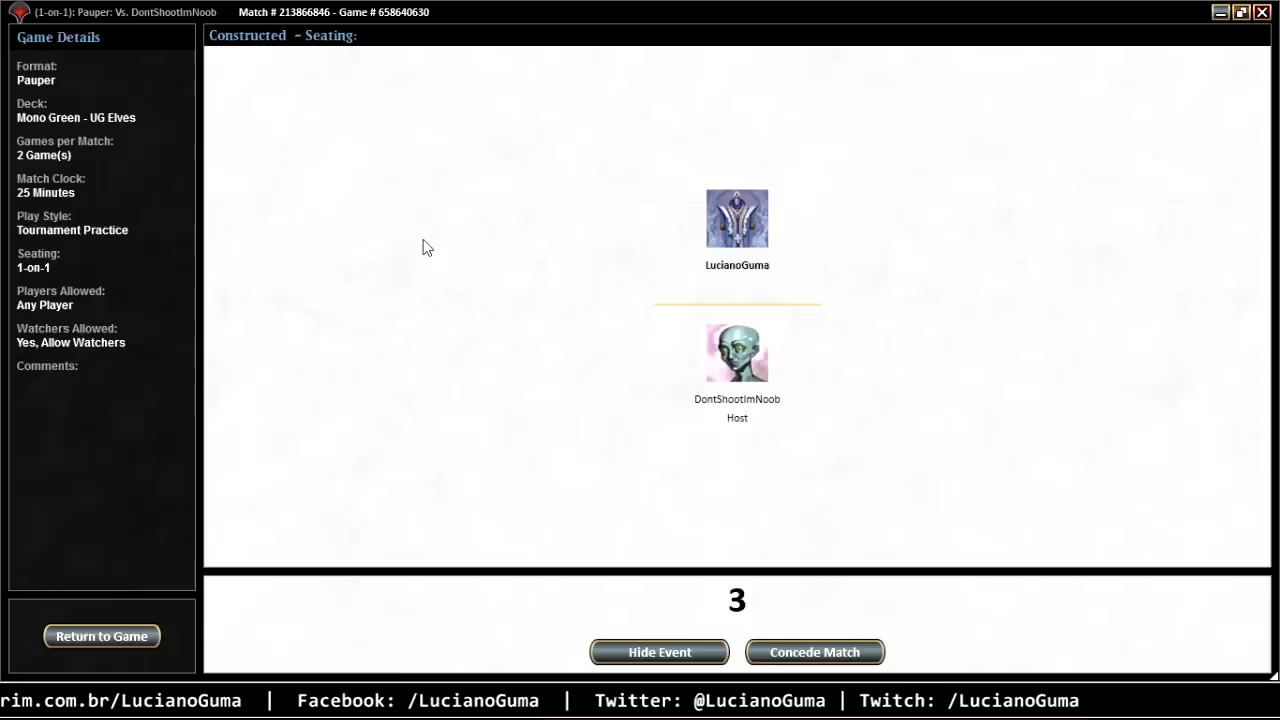 (1-on-1): Pauper: Vs. DontShootImNoob Match # 213866846 - Game # 658640630
Game Details
Format:
Pauper
Deck:
Mono Green - UG Elves
Games per Match:
2 Game(s)
Match Clock:
25 Minutes
Play Style:
Tournament Practice
Seating:
1-on-1
Players Allowed:
Any Player
Watchers Allowed:
Yes, Allow Watchers
Comments:
Return to Game
Constructed - Seating:
LucianoGuma
DontShootImNoob
Host
3
Hide Event Concede Match
rim.com.br/LucianoGuma | Facebook: /LucianoGuma | Twitter: @LucianoGuma | Twitch: /LucianoGuma